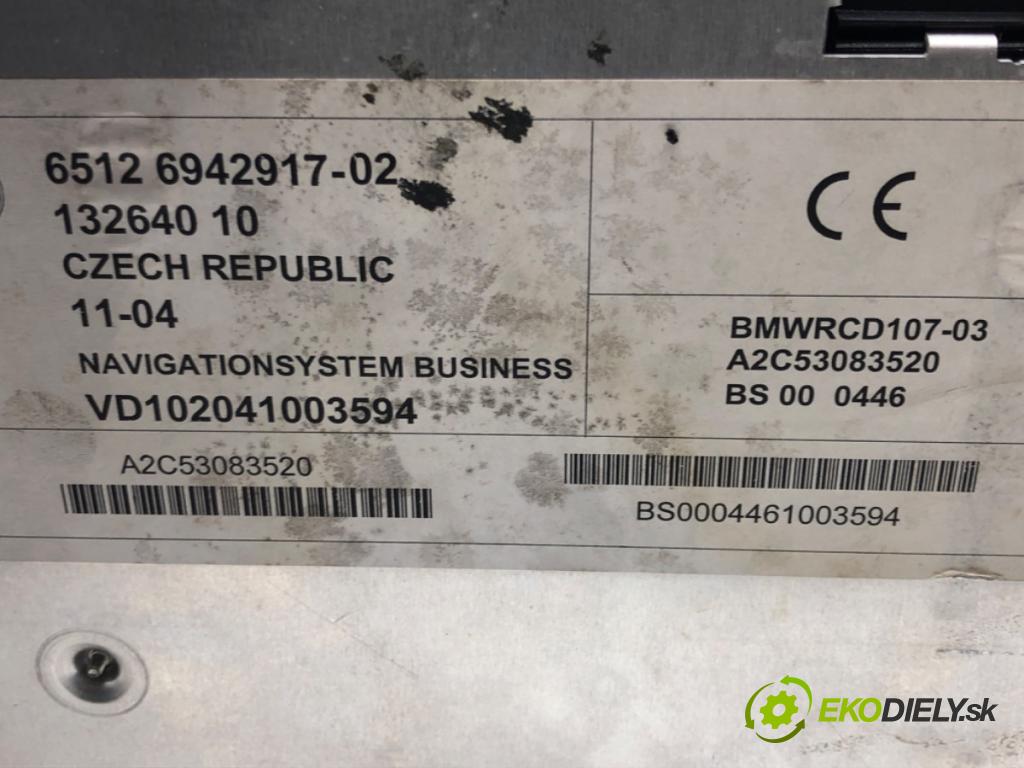 6512 6942917-02
132640 10
CZECH REPUBLIC
11-04
NAVIGATIONSYSTEM BUSINESS
VD102041003594
CE
BMWRCD107-03
A2C53083520
BS 00 0446
A2C53083520
BS0004461003594
EKODIELY.sk